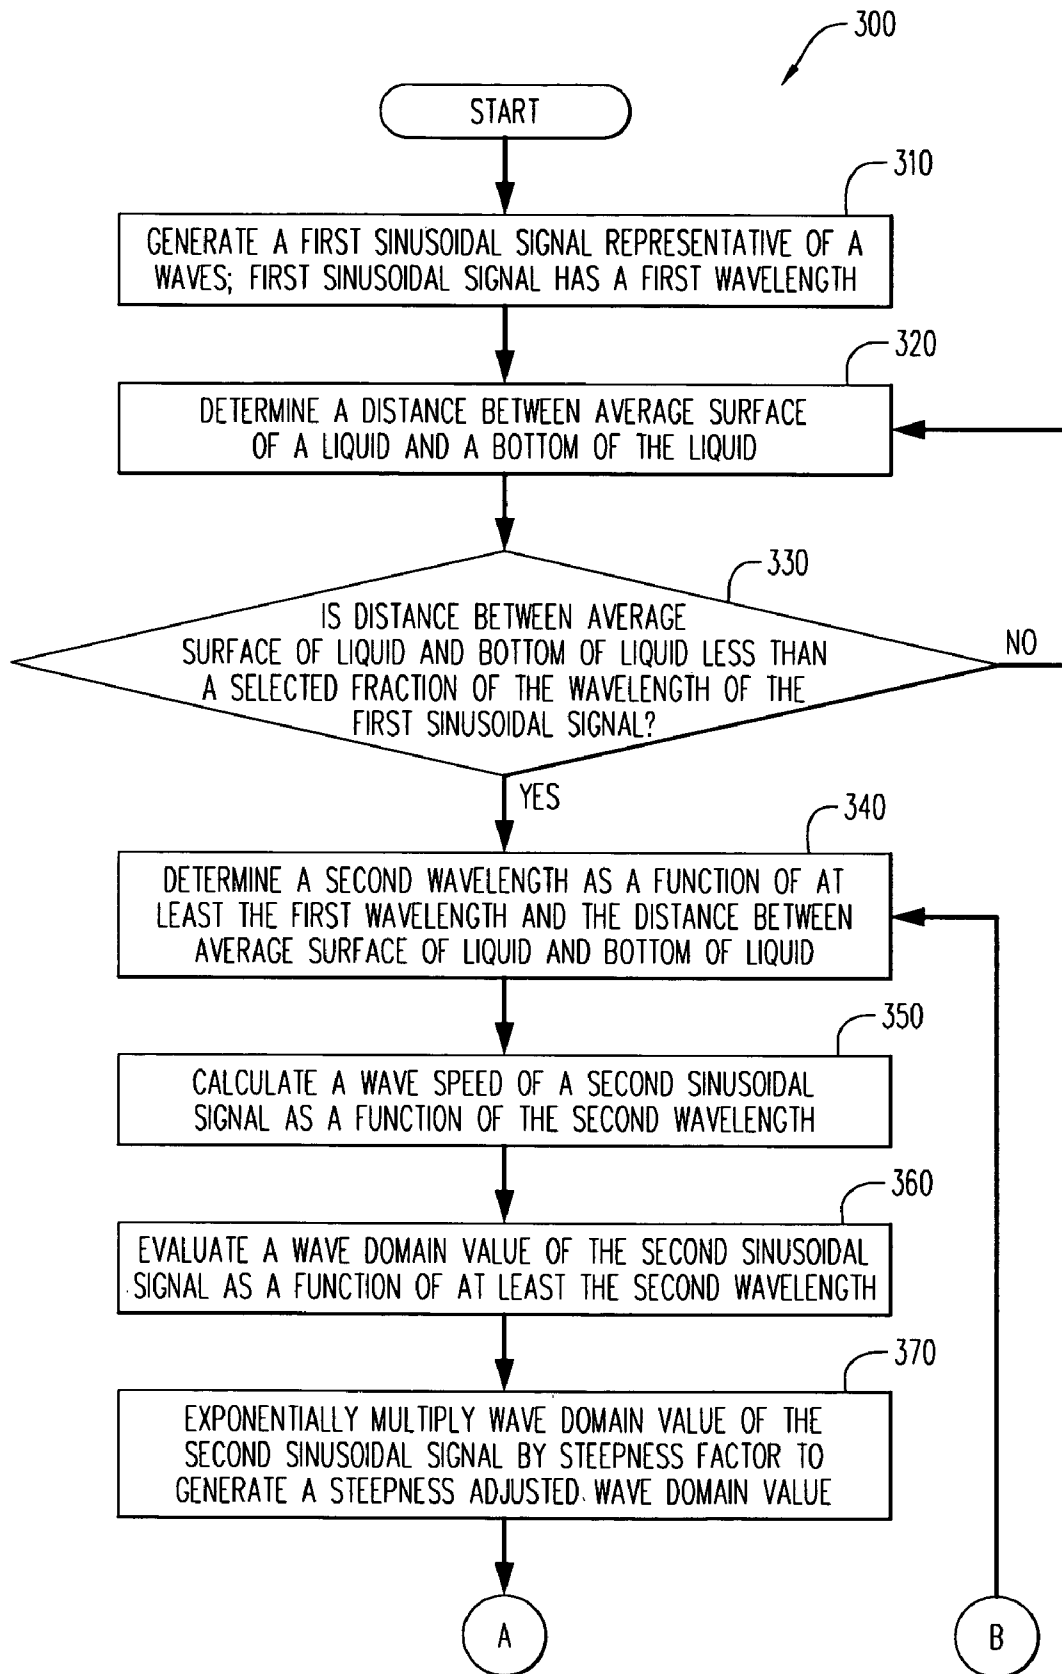 300
START
310
GENERATE A FIRST SINUSOIDAL SIGNAL REPRESENTATIVE OF A
WAVES; FIRST SINUSOIDAL SIGNAL HAS A FIRST WAVELENGTH
320
DETERMINE A DISTANCE BETWEEN AVERAGE SURFACE
OF A LIQUID AND A BOTTOM OF THE LIQUID
330
IS DISTANCE BETWEEN AVERAGE
SURFACE OF LIQUID AND BOTTOM OF LIQUID LESS THAN
A SELECTED FRACTION OF THE WAVELENGTH OF THE
FIRST SINUSOIDAL SIGNAL?
NO
YES
340
DETERMINE A SECOND WAVELENGTH AS A FUNCTION OF AT
LEAST THE FIRST WAVELENGTH AND THE DISTANCE BETWEEN
AVERAGE SURFACE OF LIQUID AND BOTTOM OF LIQUID
350
CALCULATE A WAVE SPEED OF A SECOND SINUSOIDAL
SIGNAL AS A FUNCTION OF THE SECOND WAVELENGTH
360
EVALUATE A WAVE DOMAIN VALUE OF THE SECOND SINUSOIDAL
SIGNAL AS A FUNCTION OF AT LEAST THE SECOND WAVELENGTH
370
EXPONENTIALLY MULTIPLY WAVE DOMAIN VALUE OF THE
SECOND SINUSOIDAL SIGNAL BY STEEPNESS FACTOR TO
GENERATE A STEEPNESS ADJUSTED WAVE DOMAIN VALUE
A
B